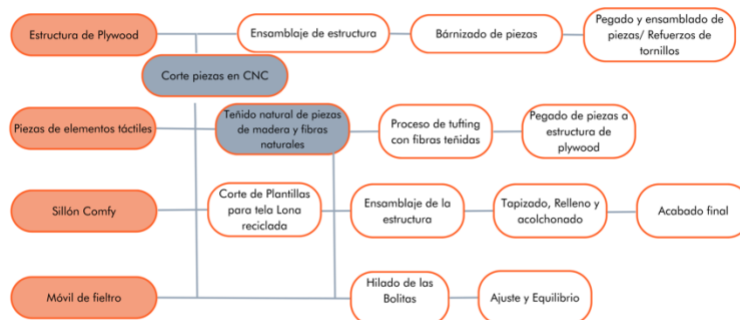 Estructura de Plywood
Ensamblaje de estructura
Bárnizado de piezas
Pegado y ensamblado de
piezas/ Refuerzos de
tornillos
Corte piezas en CNC
Piezas de elementos táctiles
Teñido natural de piezas
de madera y fibras
naturales
Proceso de tufting
con fibras teñidas
Pegado de piezas a
estructura de
plywood
Sillón Comfy
Corte de Plantillas
para tela Lona
reciclada
Ensamblaje de la
estructura
Tapizado, Relleno y
acolchonado
Acabado final
Móvil de fieltro
Hilado de las
Bolitas
Ajuste y Equilibrio